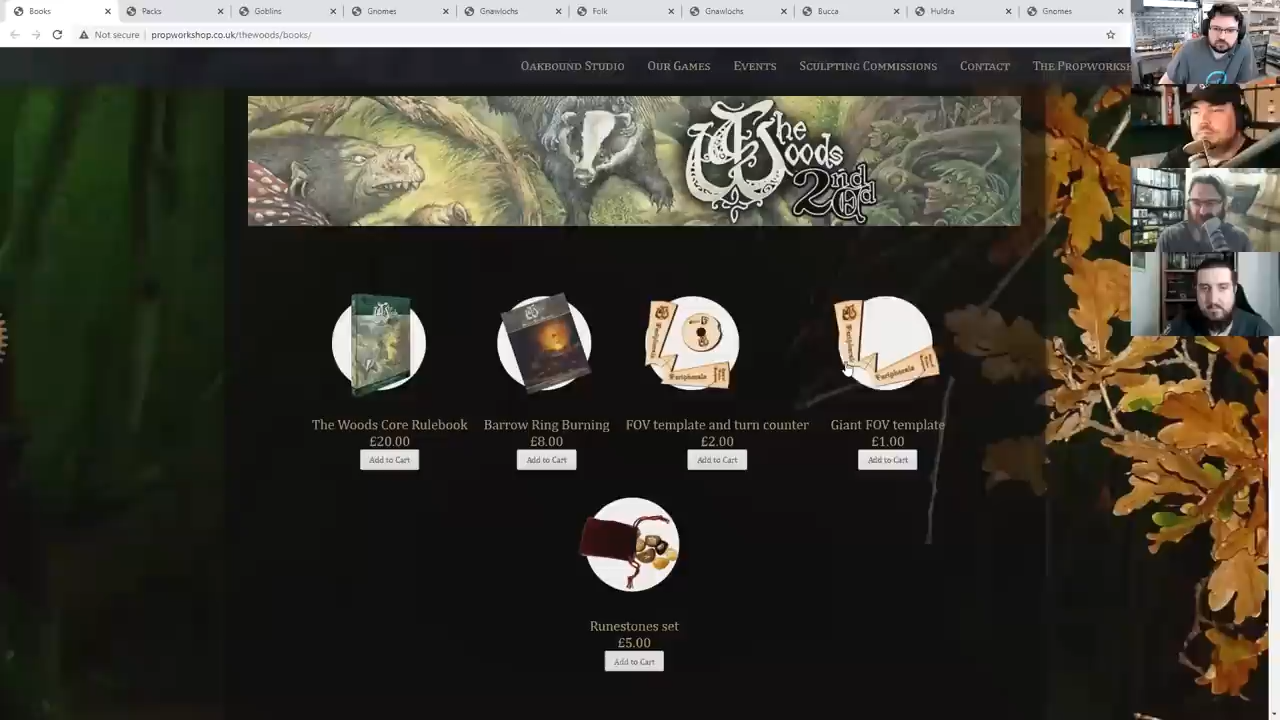 Books
Packs
Goblins
Gnomes
Gnawlochs
Folk
Gnawlochs
Bucca
Huldra
Gnomes
Not secure
propworkshop.co.uk/thewoods/books/
Oakbound Studio
Our Games
Events
Sculpting Commissions
Contact
The Propworksh
The
Woods
2nd
Ed
The Woods Core Rulebook
£20.00
Add to Cart
Barrow Ring Burning
£8.00
Add to Cart
FOV template and turn counter
£2.00
Add to Cart
Giant FOV template
£1.00
Add to Cart
Runestones set
£5.00
Add to Cart